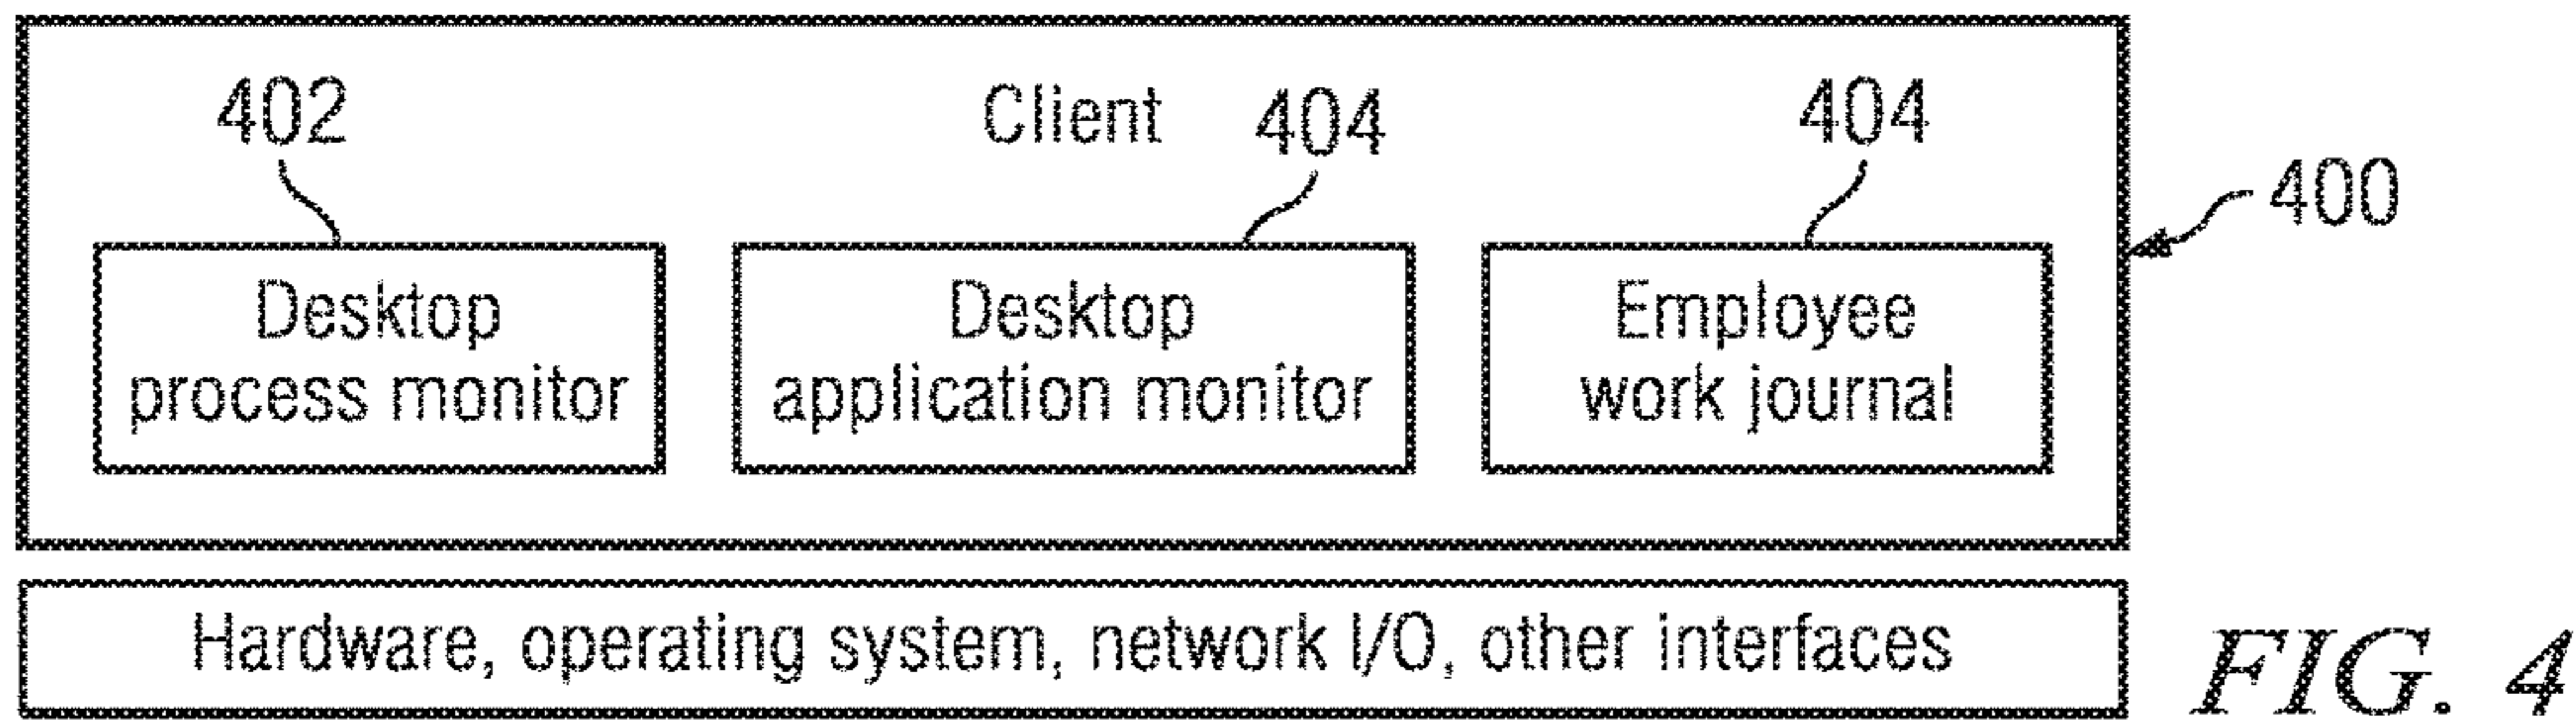 402
Client
404
404
400
Desktop
process monitor
Desktop
application monitor
Employee
work journal
Hardware, operating system, network I/O, other interfaces
FIG. 4